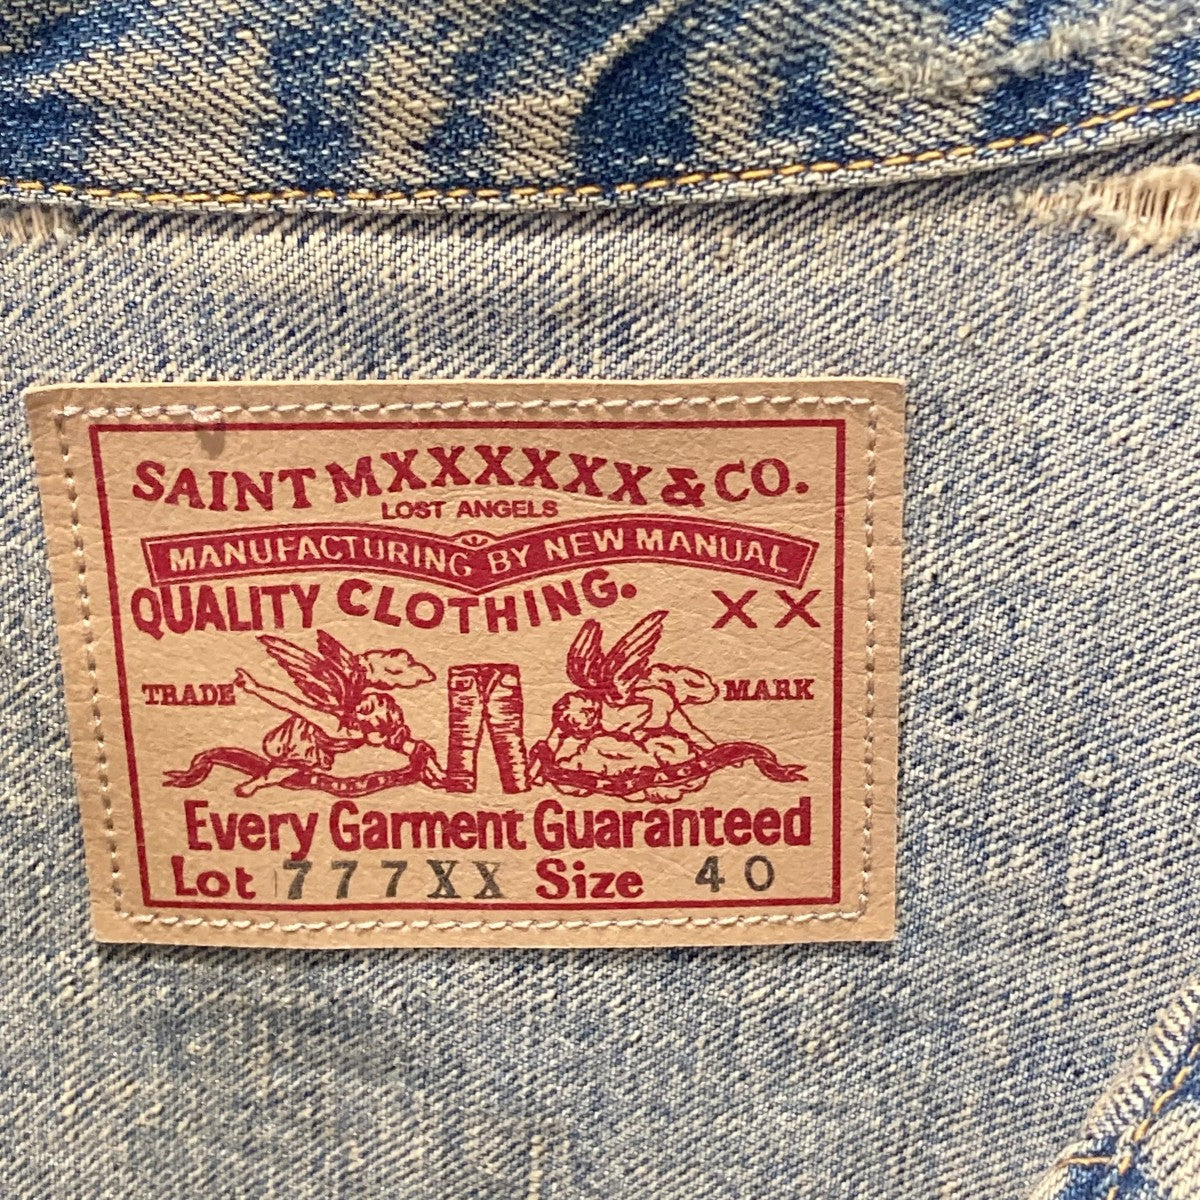 SAINT MXXXXXX & CO.
LOST ANGELS
MANUFACTURING BY NEW MANUAL
QUALITY CLOTHING. XX
TRADE MARK
Every Garment Guaranteed
Lot 777XX Size 40